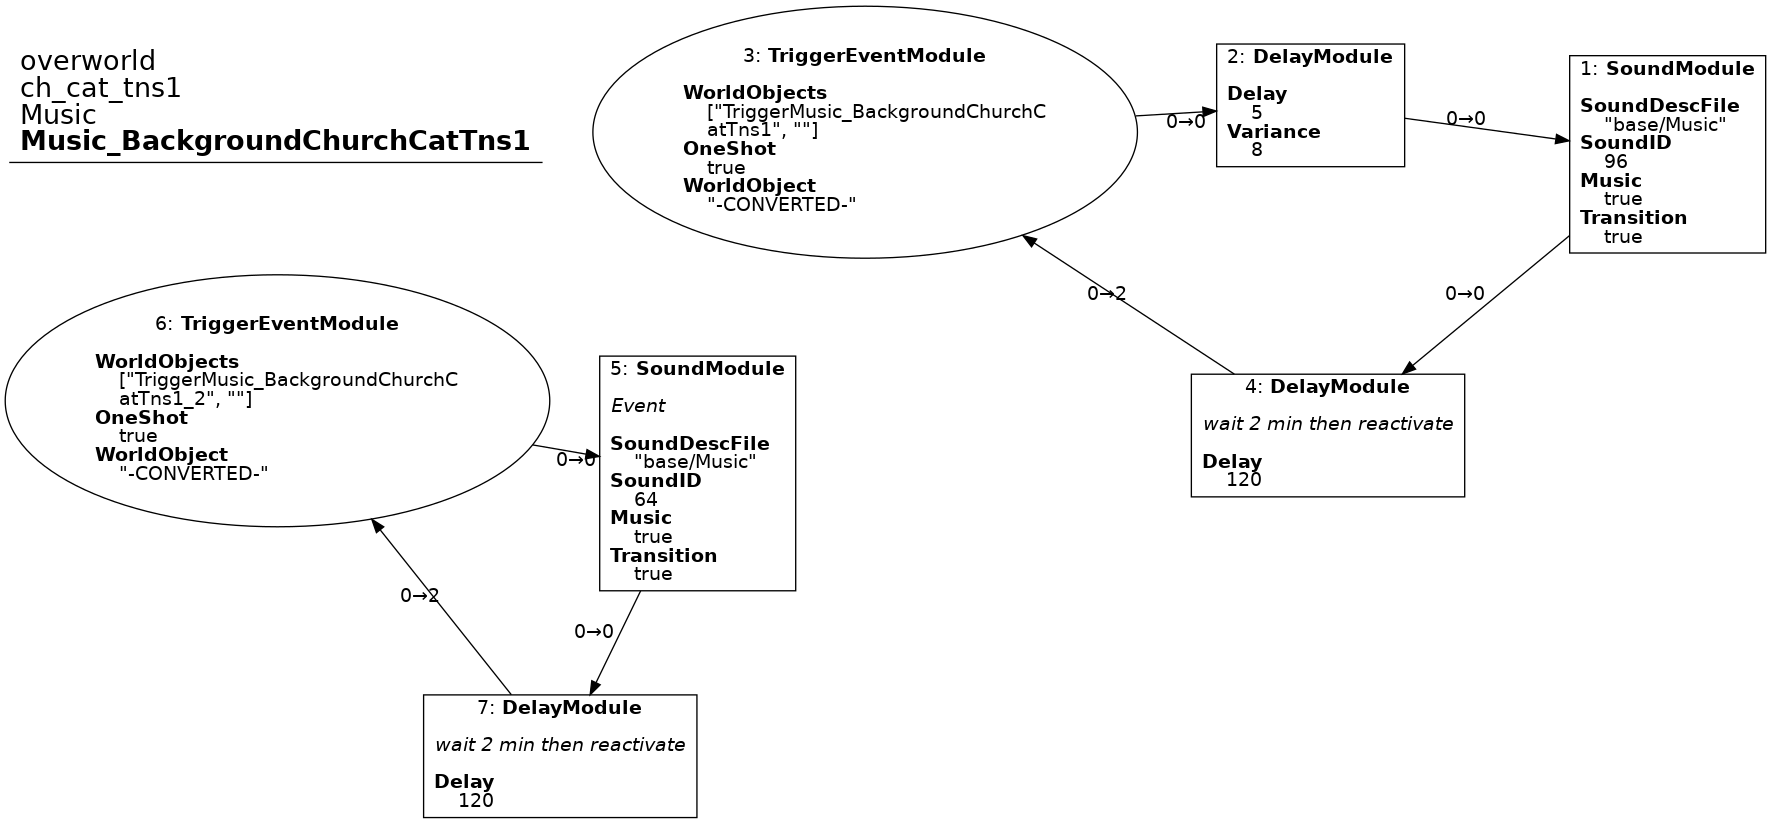 overworld
ch_cat_tns1
Music
Music_BackgroundChurchCatTns1
3: TriggerEventModule
WorldObjects
["TriggerMusic_BackgroundChurchC
atTns1", ""]
OneShot
true
WorldObject
"-CONVERTED-"
0→0
2: DelayModule
Delay
5
Variance
8
0→0
1: SoundModule
SoundDescFile
"base/Music"
SoundID
96
Music
true
Transition
true
0→0
0→2
4: DelayModule
wait 2 min then reactivate
Delay
120
6: TriggerEventModule
WorldObjects
["TriggerMusic_BackgroundChurchC
atTns1_2", ""]
OneShot
true
WorldObject
"-CONVERTED-"
0→0
5: SoundModule
Event
SoundDescFile
"base/Music"
SoundID
64
Music
true
Transition
true
0→2
0→0
7: DelayModule
wait 2 min then reactivate
Delay
120